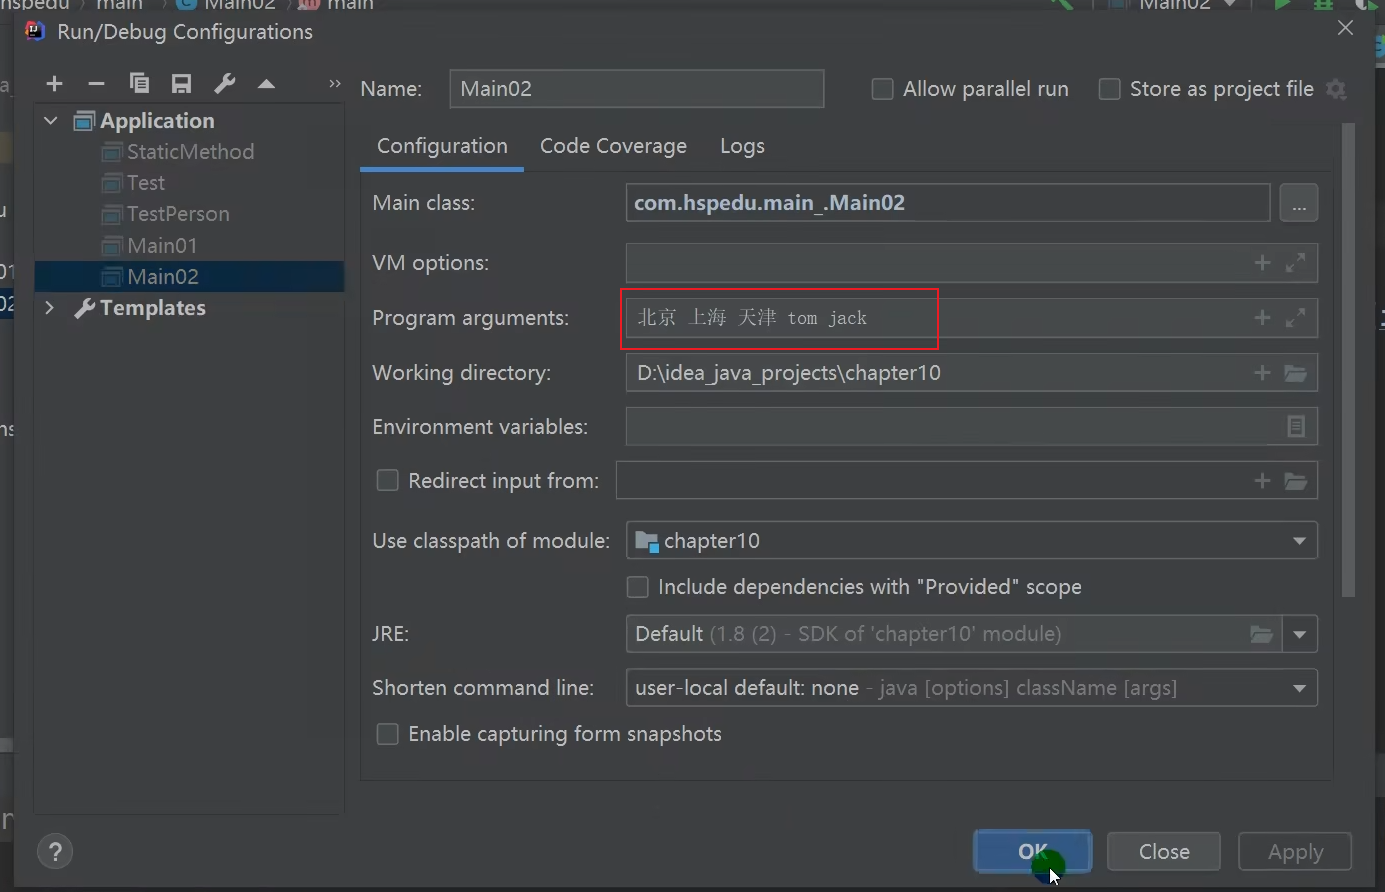 main Main02 main Main02
Run/Debug Configurations
Name: Main02 Allow parallel run Store as project file
Application
StaticMethod
Test
TestPerson
Main01
Main02
Templates
Configuration Code Coverage Logs
Main class: com.hspedu.main_.Main02 ...
VM options:
Program arguments: 北京 上海 天津 tom jack
Working directory: D:\idea_java_projects\chapter10
Environment variables:
Redirect input from:
Use classpath of module: chapter10
Include dependencies with "Provided" scope
JRE: Default (1.8 (2) - SDK of 'chapter10' module)
Shorten command line: user-local default: none - java [options] className [args]
Enable capturing form snapshots
? OK Close Apply